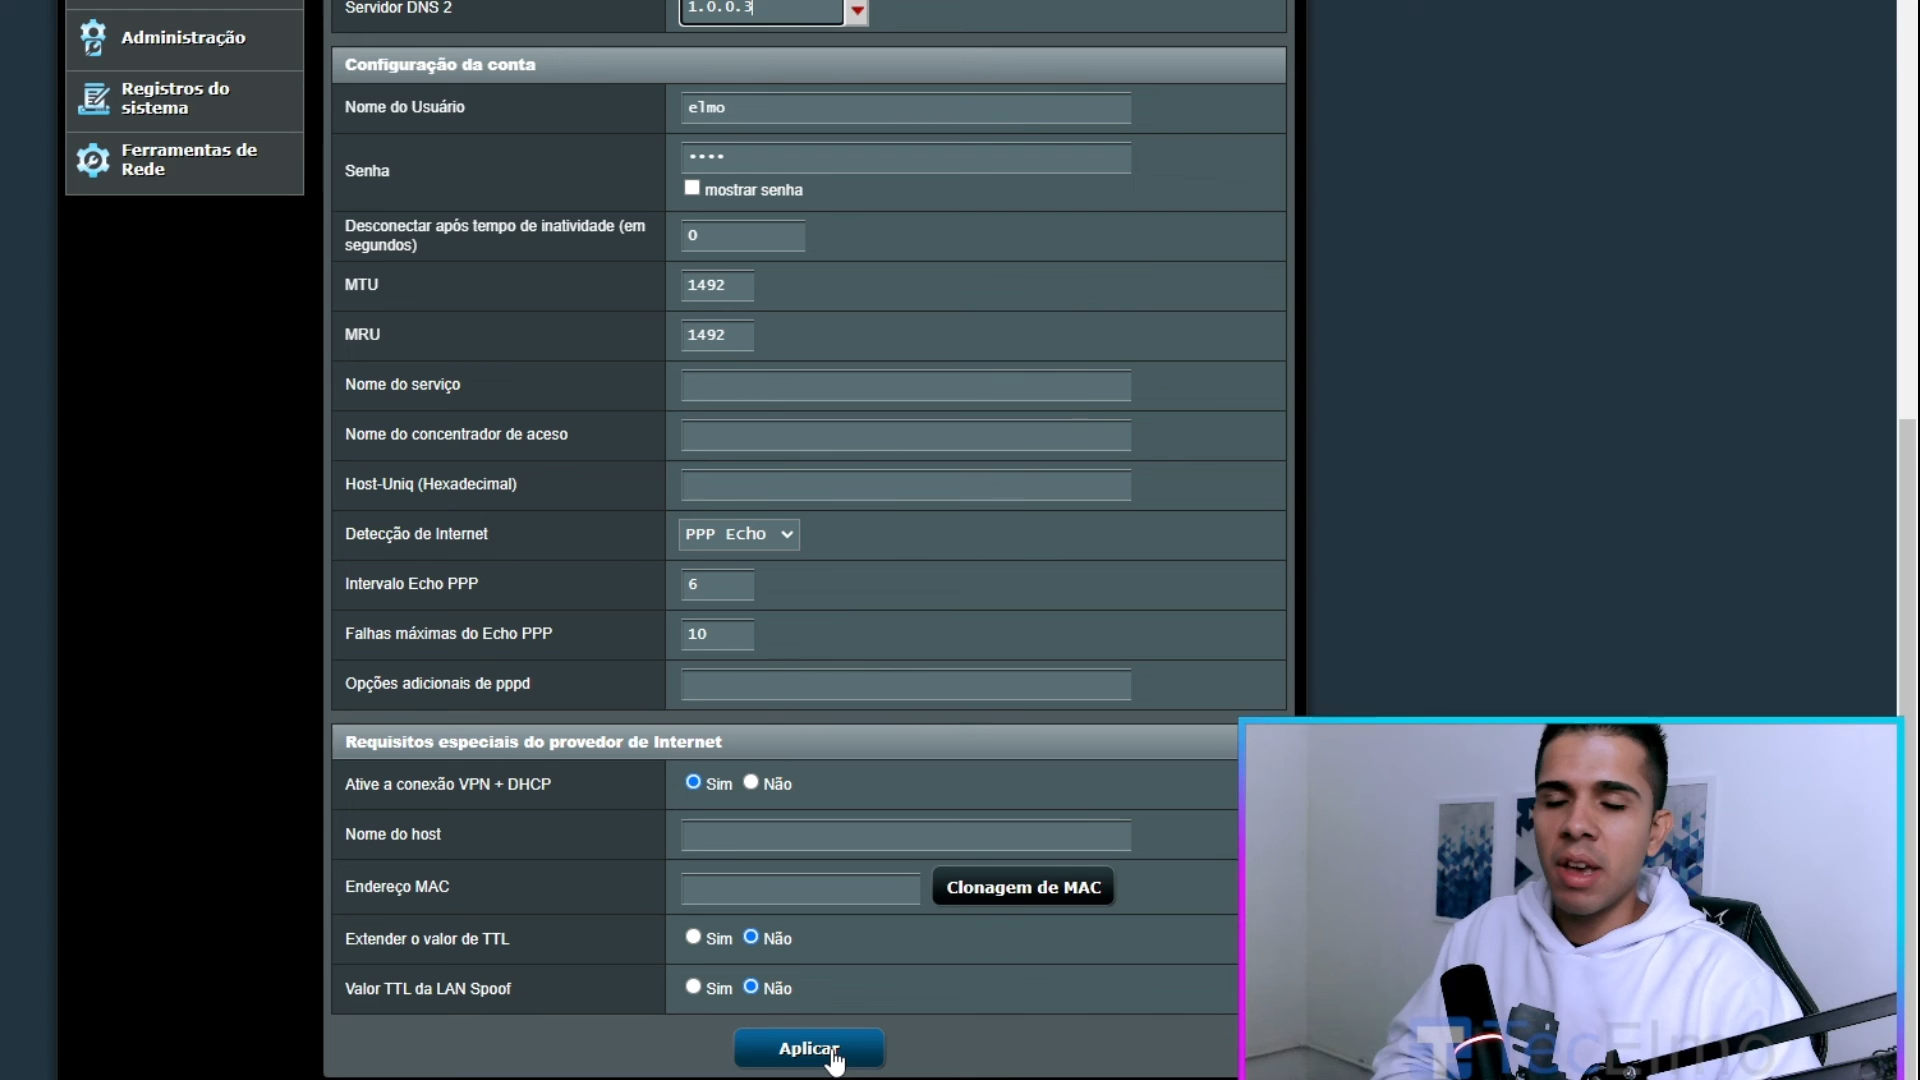 Servidor DNS 2 1.0.0.3
Administração
Configuração da conta
Registros do
sistema
Nome do Usuário elmo
Ferramentas de
Rede
Senha ••••
mostrar senha
Desconectar após tempo de inatividade (em
segundos) 0
MTU 1492
MRU 1492
Nome do serviço
Nome do concentrador de aceso
Host-Uniq (Hexadecimal)
Detecção de Internet PPP Echo
Intervalo Echo PPP 6
Falhas máximas do Echo PPP 10
Opções adicionais de pppd
Requisitos especiais do provedor de Internet
Ative a conexão VPN + DHCP Sim Não
Nome do host
Endereço MAC Clonagem de MAC
Extender o valor de TTL Sim Não
Valor TTL da LAN Spoof Sim Não
Aplicar
TecElmo